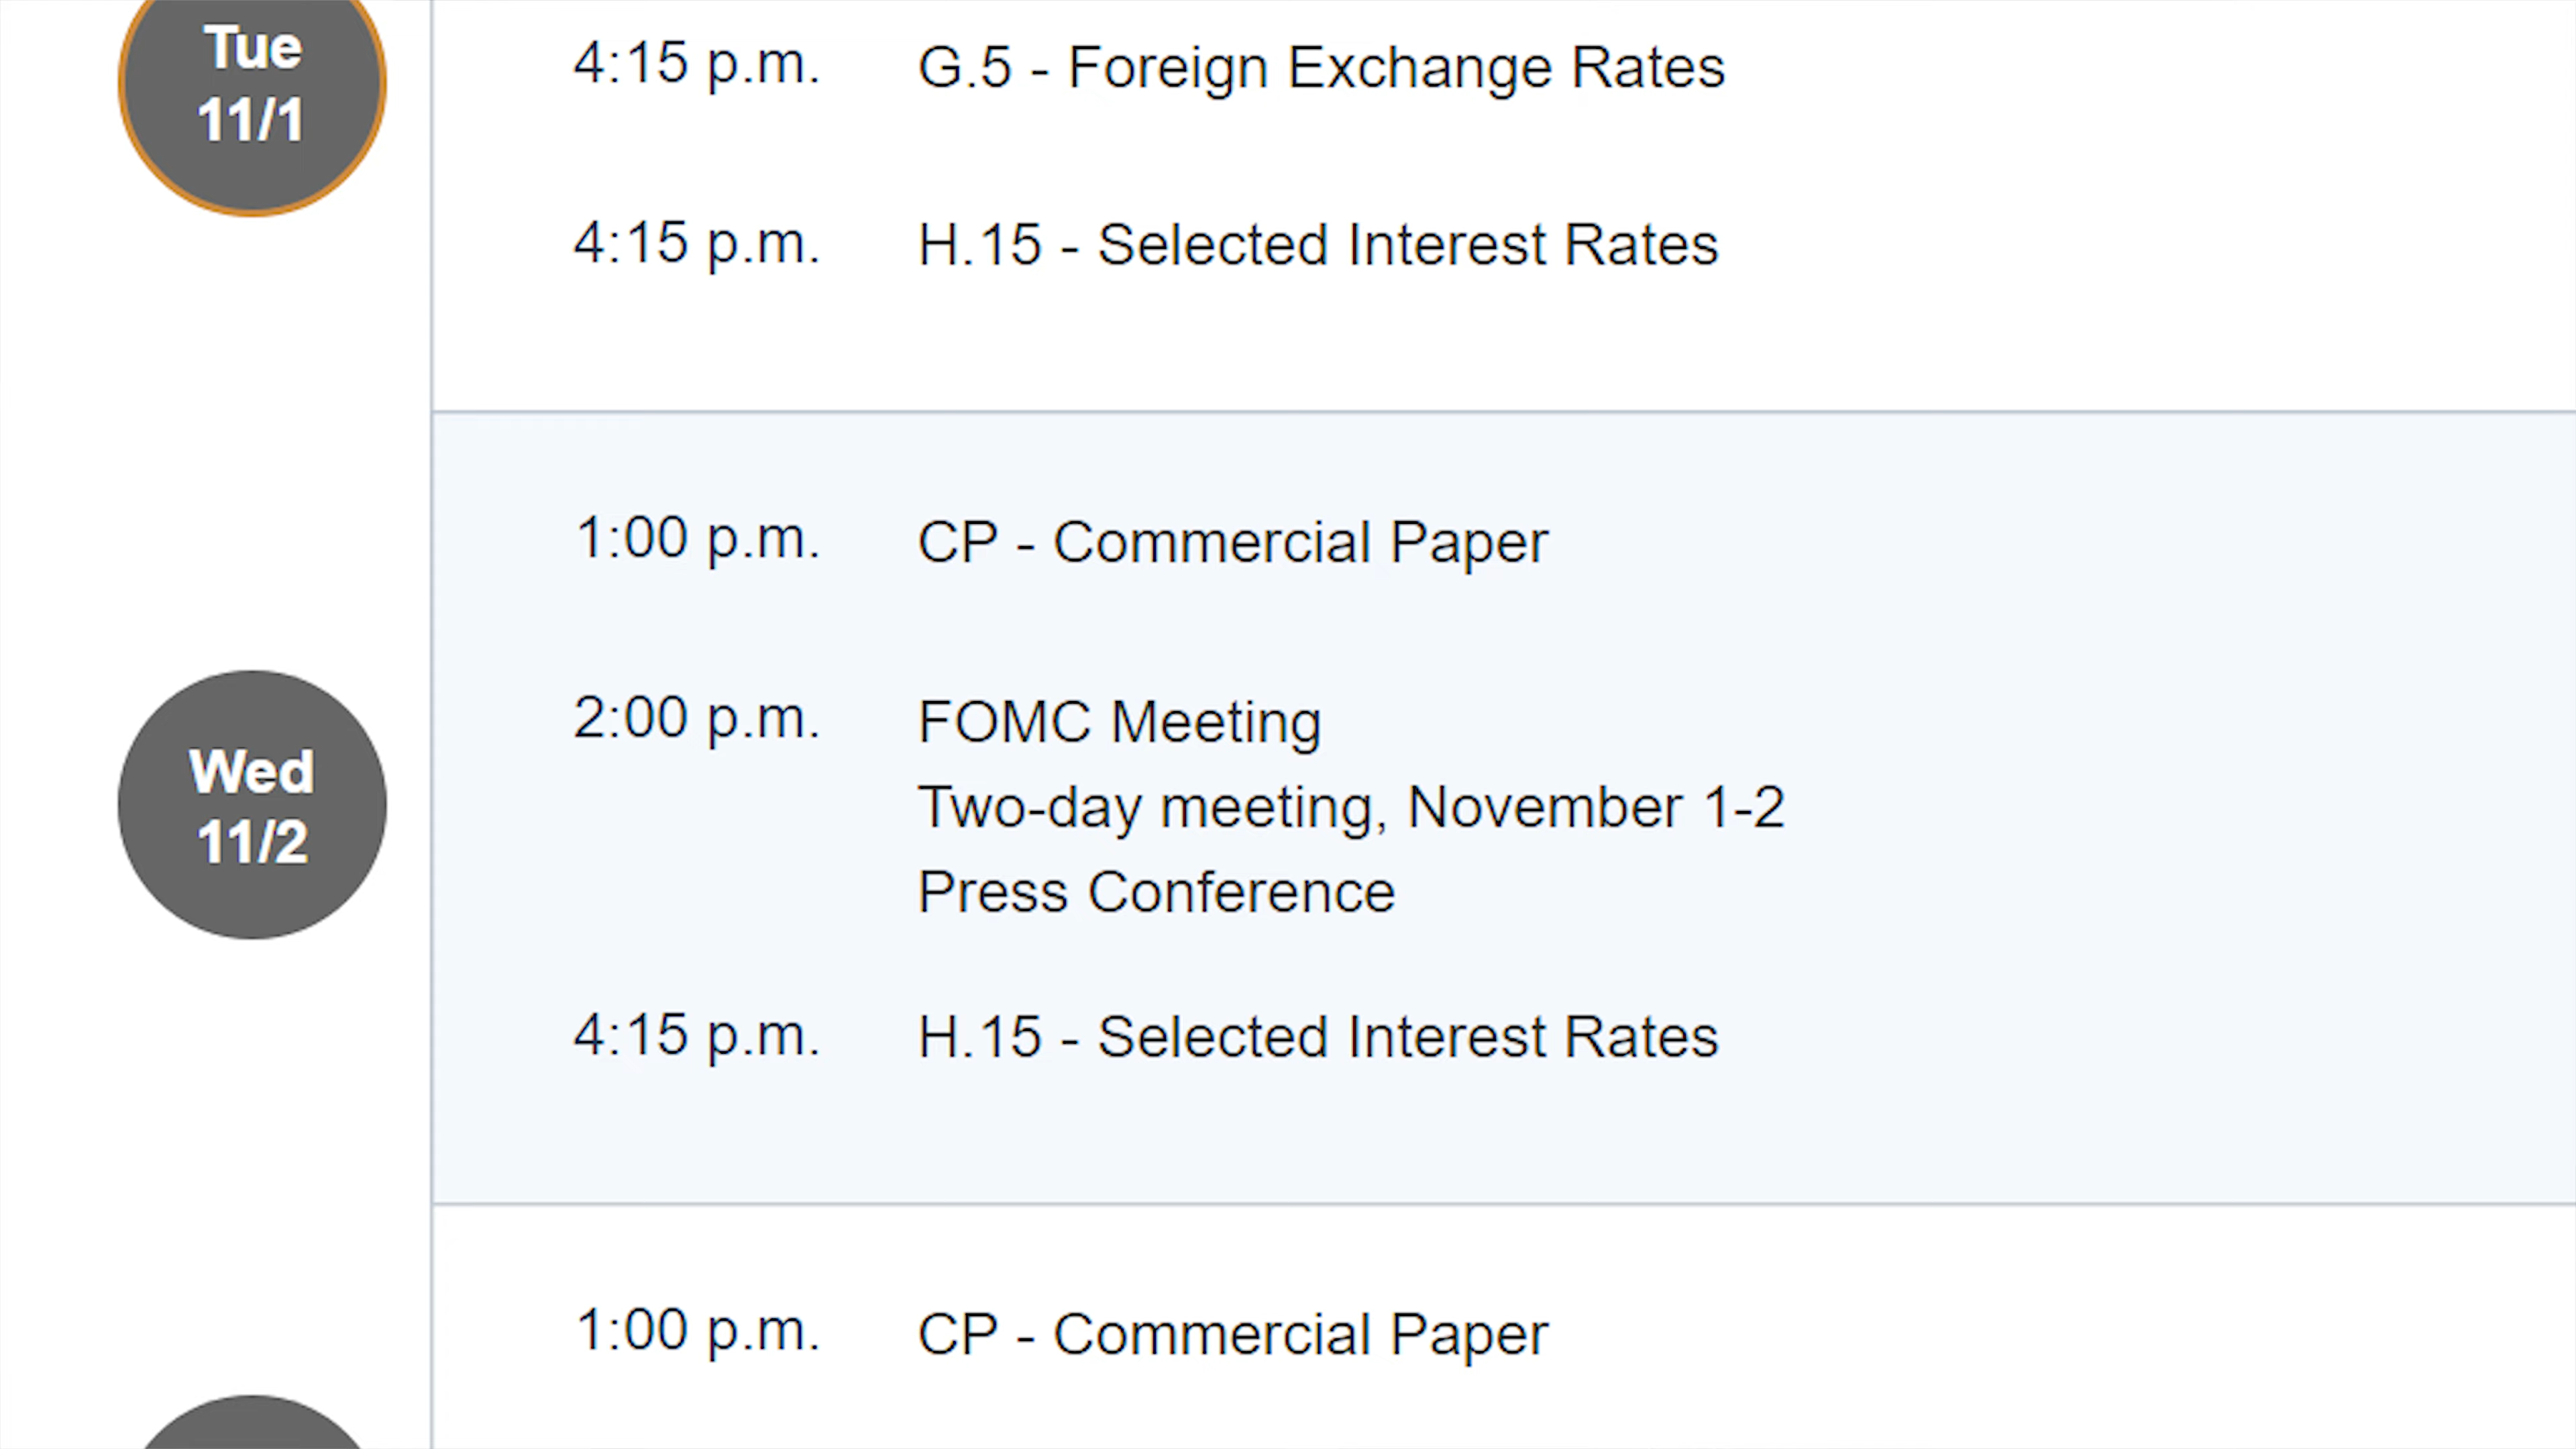 Tue
11/1
4:15 p.m. G.5 - Foreign Exchange Rates
4:15 p.m. H.15 - Selected Interest Rates
Wed
11/2
1:00 p.m. CP - Commercial Paper
2:00 p.m. FOMC Meeting
Two-day meeting, November 1-2
Press Conference
4:15 p.m. H.15 - Selected Interest Rates
1:00 p.m. CP - Commercial Paper